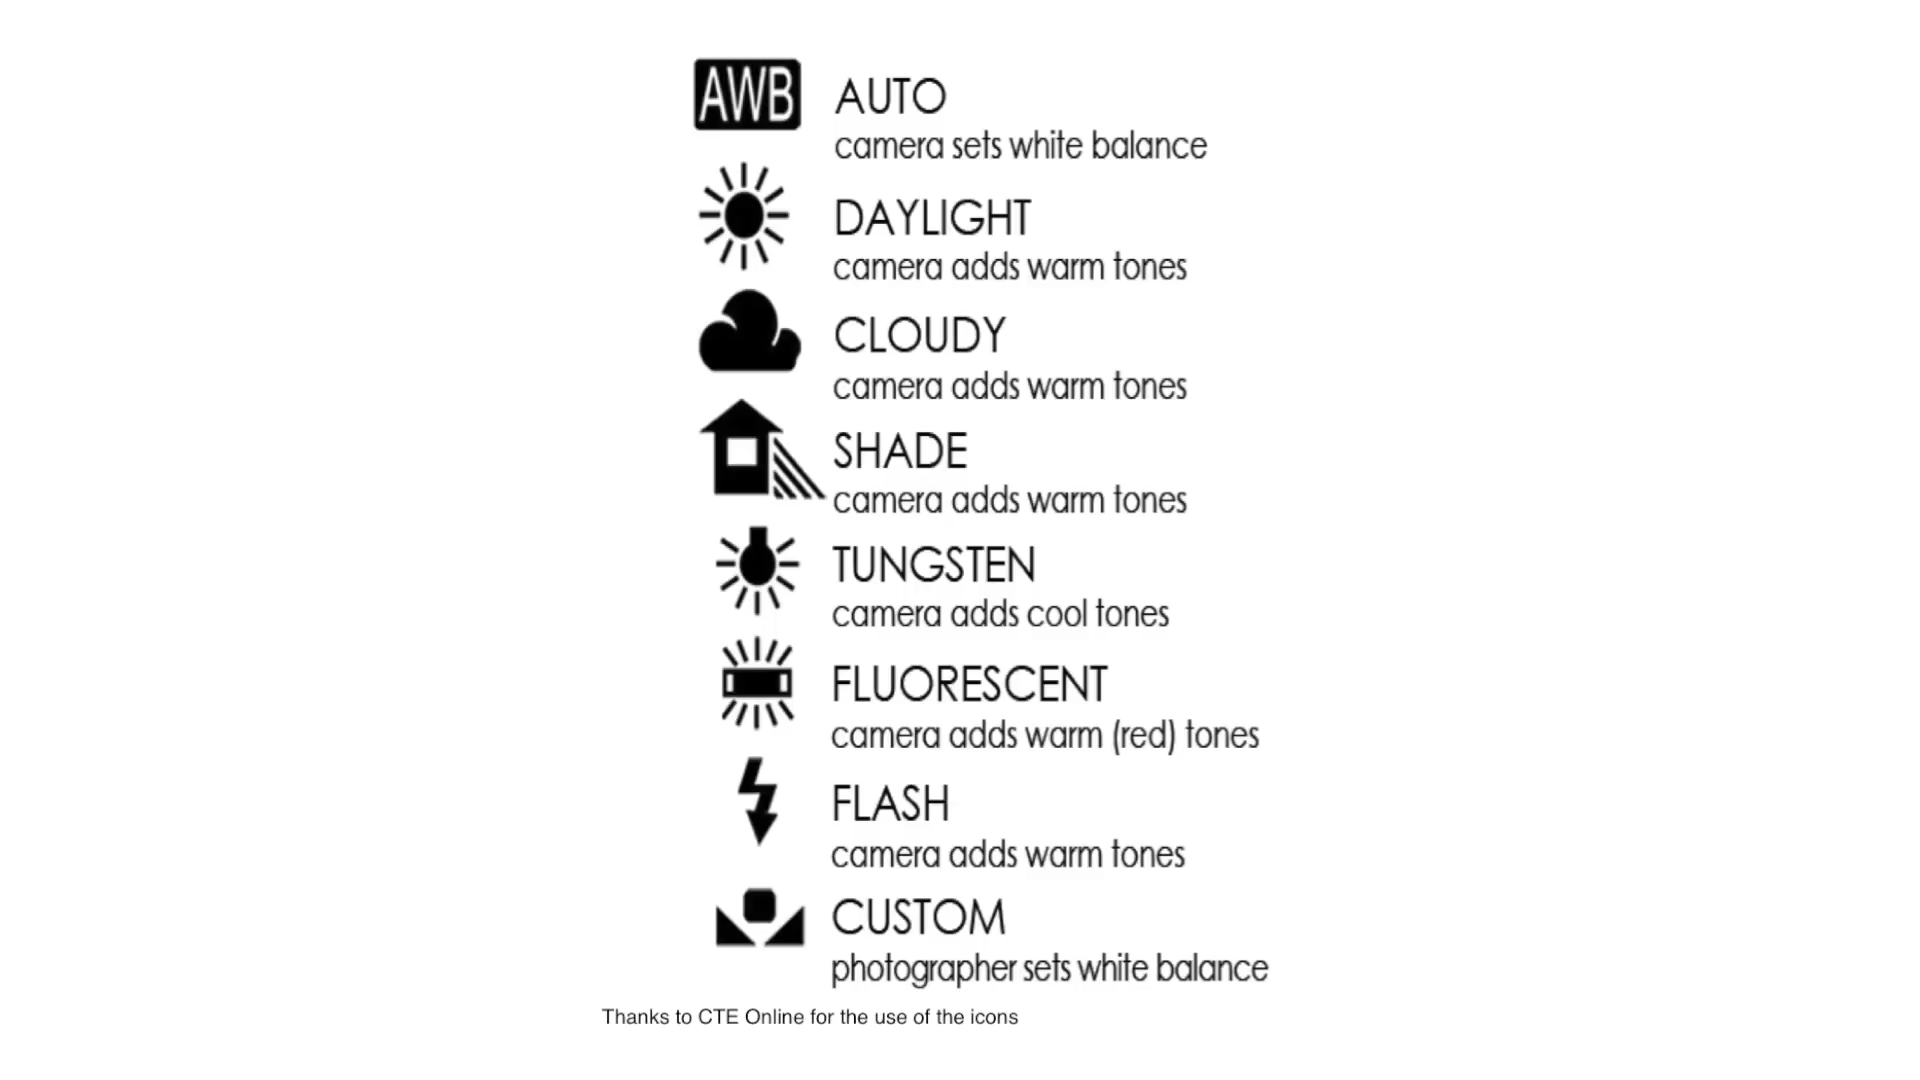 AWB AUTO
camera sets white balance
DAYLIGHT
camera adds warm tones
CLOUDY
camera adds warm tones
SHADE
camera adds warm tones
TUNGSTEN
camera adds cool tones
FLUORESCENT
camera adds warm (red) tones
FLASH
camera adds warm tones
CUSTOM
photographer sets white balance
Thanks to CTE Online for the use of the icons